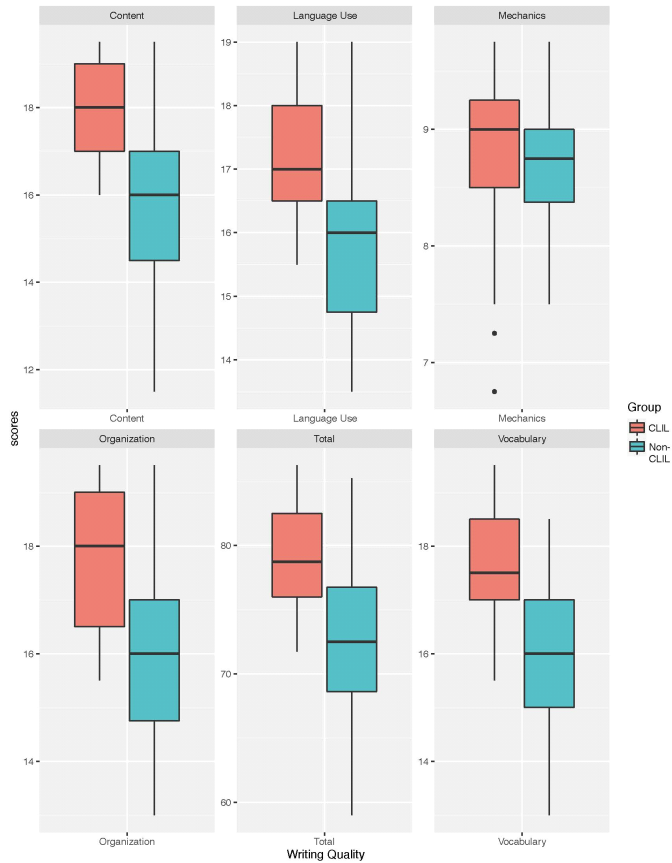 Content
Language Use
Mechanics
18
16
14
12
19
18
17
16
15
14
9
8
7
Content
Language Use
Mechanics
scores
Organization
Total
Vocabulary
18
16
14
80
70
60
18
16
14
Organization
Total
Vocabulary
Writing Quality
Group
CLIL
Non-
CLIL